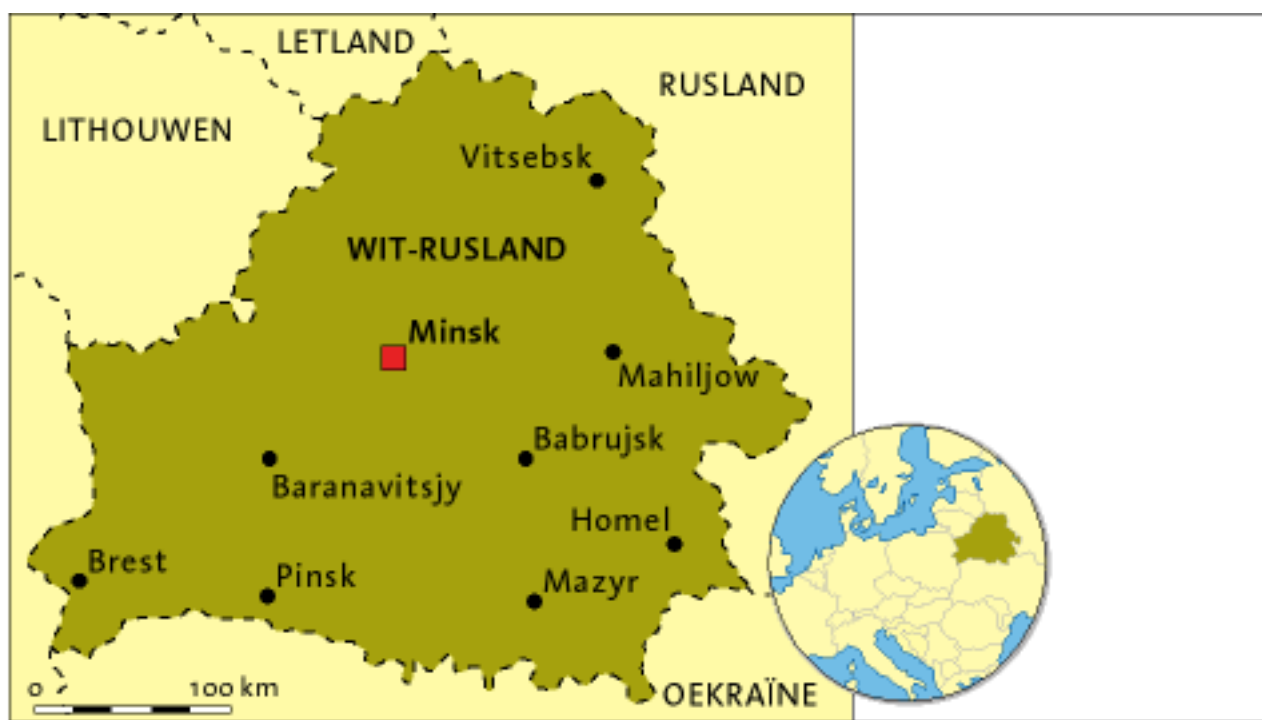 LETLAND
RUSLAND
LITHOUWEN
Vitsebsk
WIT-RUSLAND
Minsk
Mahiljow
Babrujsk
Baranavitsjy
Homel
Brest
Pinsk
Mazyr
0 100 km
OEKRAÏNE